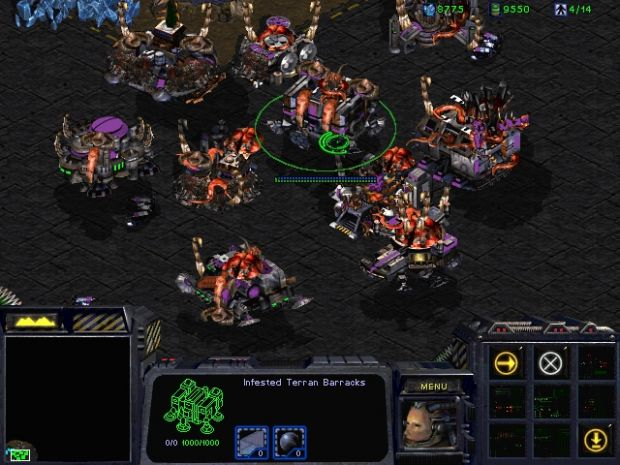 8775 9550 4/14
Infested Terran Barracks
MENU
0/0 1000/1000
0 0